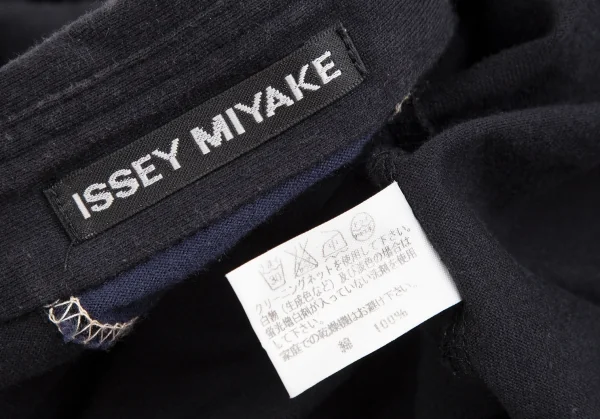 ISSEY MIYAKE
クリーニングネットを使用して下さい。
白物（生成色など）及び淡色の場合は
蛍光増白剤が入っていない洗剤を使用
して下さい。
家庭での乾燥機はお避け下さい。
綿 100%